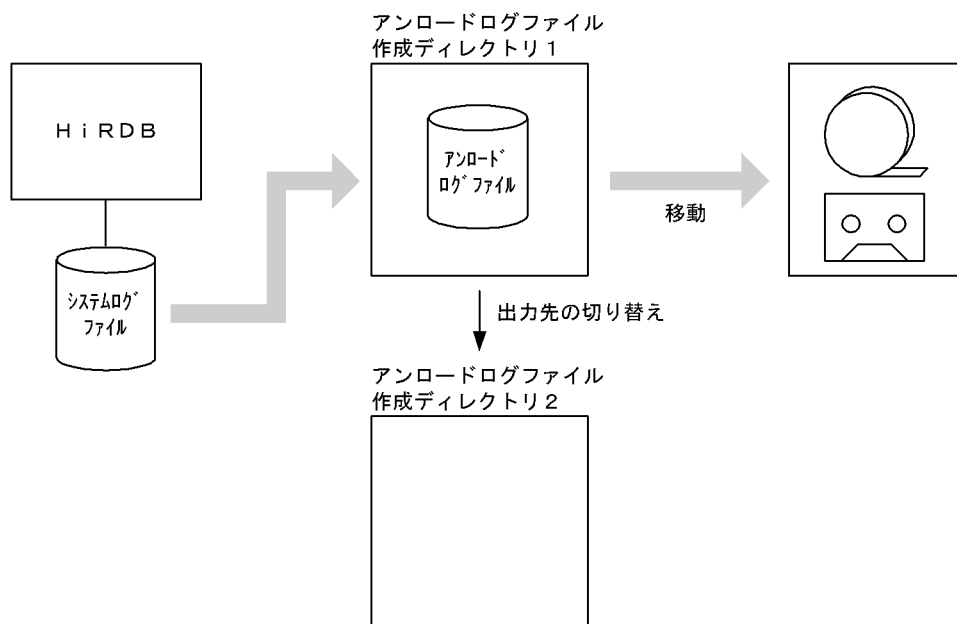 アンロードログファイル
作成ディレクトリ１
ＨｉＲＤＢ
ｱﾝﾛｰﾄﾞ
ﾛｸﾞﾌｧｲﾙ
移動
ｼｽﾃﾑﾛｸﾞ
ﾌｧｲﾙ
出力先の切り替え
アンロードログファイル
作成ディレクトリ２